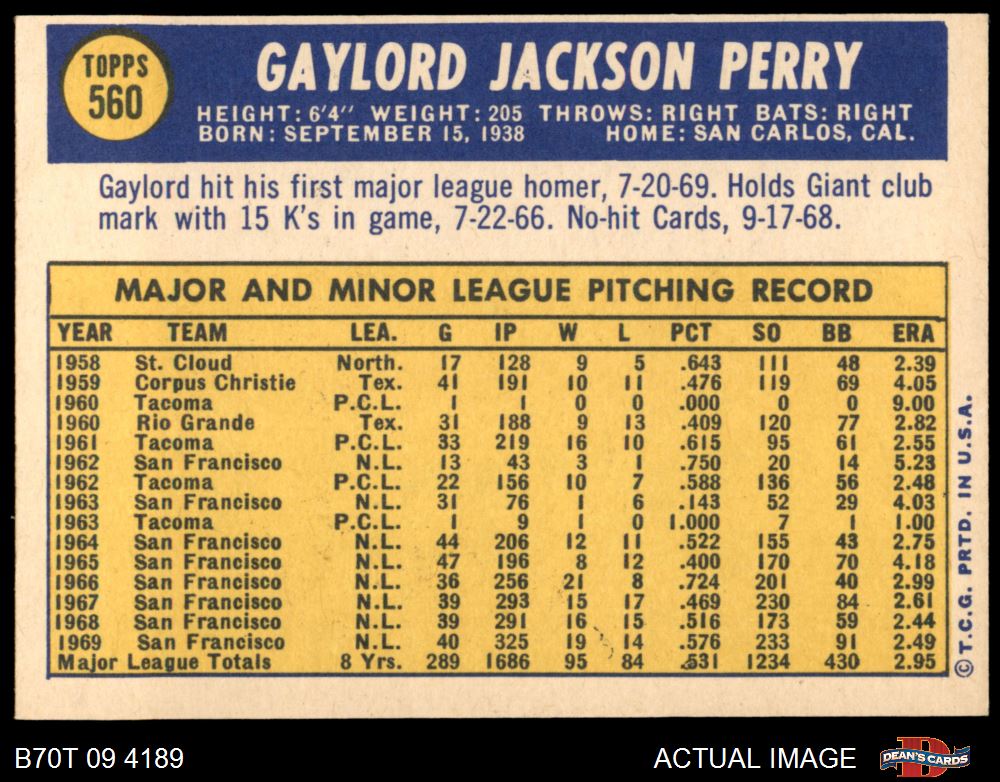 TOPPS
560
GAYLORD JACKSON PERRY
HEIGHT: 6'4" WEIGHT: 205 THROWS: RIGHT BATS: RIGHT
BORN: SEPTEMBER 15, 1938 HOME: SAN CARLOS, CAL.
Gaylord hit his first major league homer, 7-20-69. Holds Giant club
mark with 15 K's in game, 7-22-66. No-hit Cards, 9-17-68.
MAJOR AND MINOR LEAGUE PITCHING RECORD
YEAR TEAM LEA. G IP W L PCT SO BB ERA
1958 St. Cloud North. 17 128 9 5 .643 111 48 2.39
1959 Corpus Christie Tex. 41 191 10 11 .476 119 69 4.05
1960 Tacoma P.C.L. 1 1 0 0 .000 0 0 9.00
1960 Rio Grande Tex. 31 188 9 13 .409 120 77 2.82
1961 Tacoma P.C.L. 33 219 16 10 .615 95 61 2.55
1962 San Francisco N.L. 13 43 3 1 .750 20 14 5.23
1962 Tacoma P.C.L. 22 156 10 7 .588 136 56 2.48
1963 San Francisco N.L. 31 76 1 6 .143 52 29 4.03
1963 Tacoma P.C.L. 1 9 1 0 1.000 7 1 1.00
1964 San Francisco N.L. 44 206 12 11 .522 155 43 2.75
1965 San Francisco N.L. 47 196 8 12 .400 170 70 4.18
1966 San Francisco N.L. 36 256 21 8 .724 201 40 2.99
1967 San Francisco N.L. 39 293 15 17 .469 230 84 2.61
1968 San Francisco N.L. 39 291 16 15 .516 173 59 2.44
1969 San Francisco N.L. 40 325 19 14 .576 233 91 2.49
Major League Totals 8 Yrs. 289 1686 95 84 .531 1234 430 2.95
©T.C.G. PRTD. IN U.S.A.
B70T 09 4189
ACTUAL IMAGE
D
DEAN'S CARDS